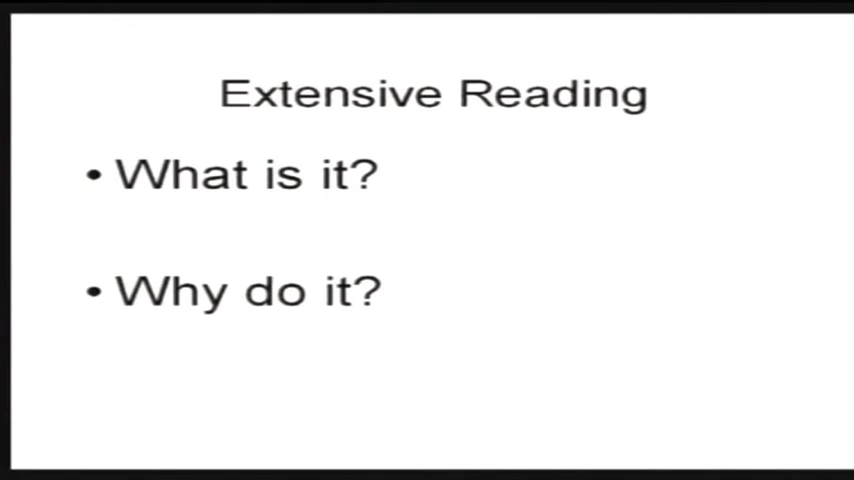 Extensive Reading
• What is it?
• Why do it?